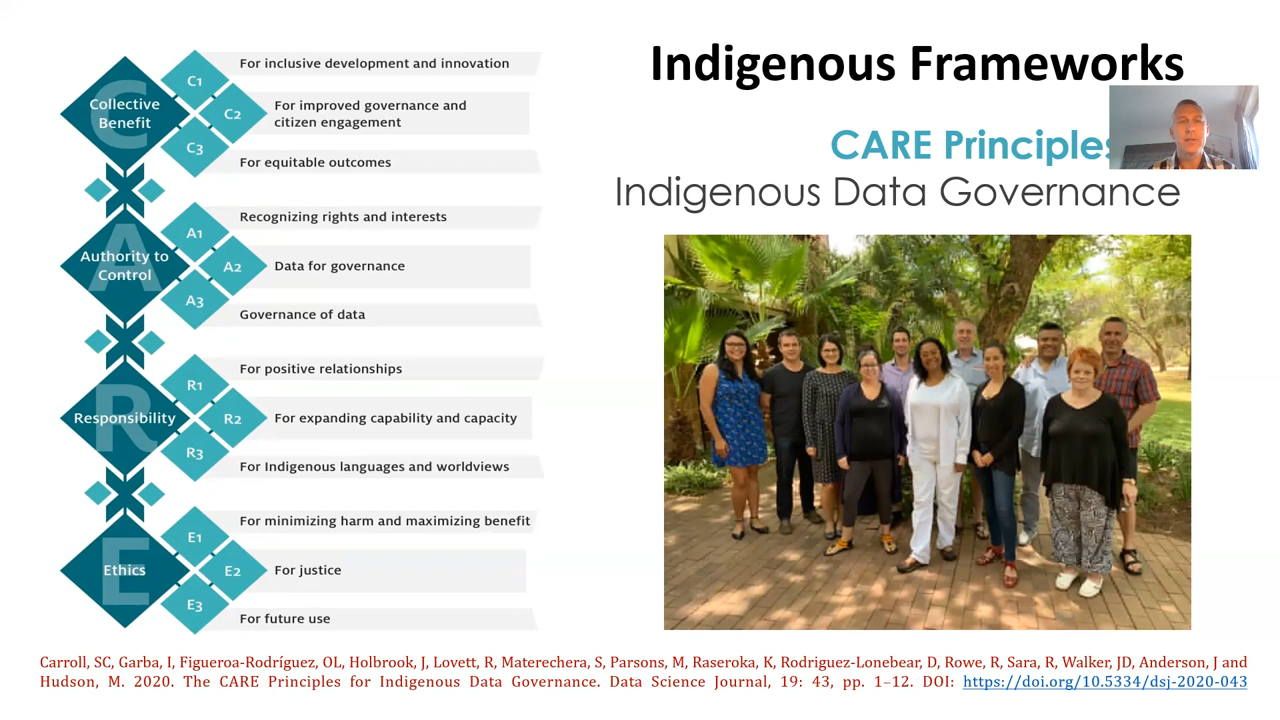 Indigenous Frameworks
CARE Principles
Indigenous Data Governance
C
Collective
Benefit
C1
For inclusive development and innovation
C2
For improved governance and
citizen engagement
C3
For equitable outcomes
A
Authority to
Control
A1
Recognizing rights and interests
A2
Data for governance
A3
Governance of data
R
Responsibility
R1
For positive relationships
R2
For expanding capability and capacity
R3
For Indigenous languages and worldviews
E
Ethics
E1
For minimizing harm and maximizing benefit
E2
For justice
E3
For future use
Carroll, SC, Garba, I, Figueroa-Rodríguez, OL, Holbrook, J, Lovett, R, Materechera, S, Parsons, M, Raseroka, K, Rodriguez-Lonebear, D, Rowe, R, Sara, R, Walker, JD, Anderson, J and
Hudson, M. 2020. The CARE Principles for Indigenous Data Governance. Data Science Journal, 19: 43, pp. 1–12. DOI: https://doi.org/10.5334/dsj-2020-043